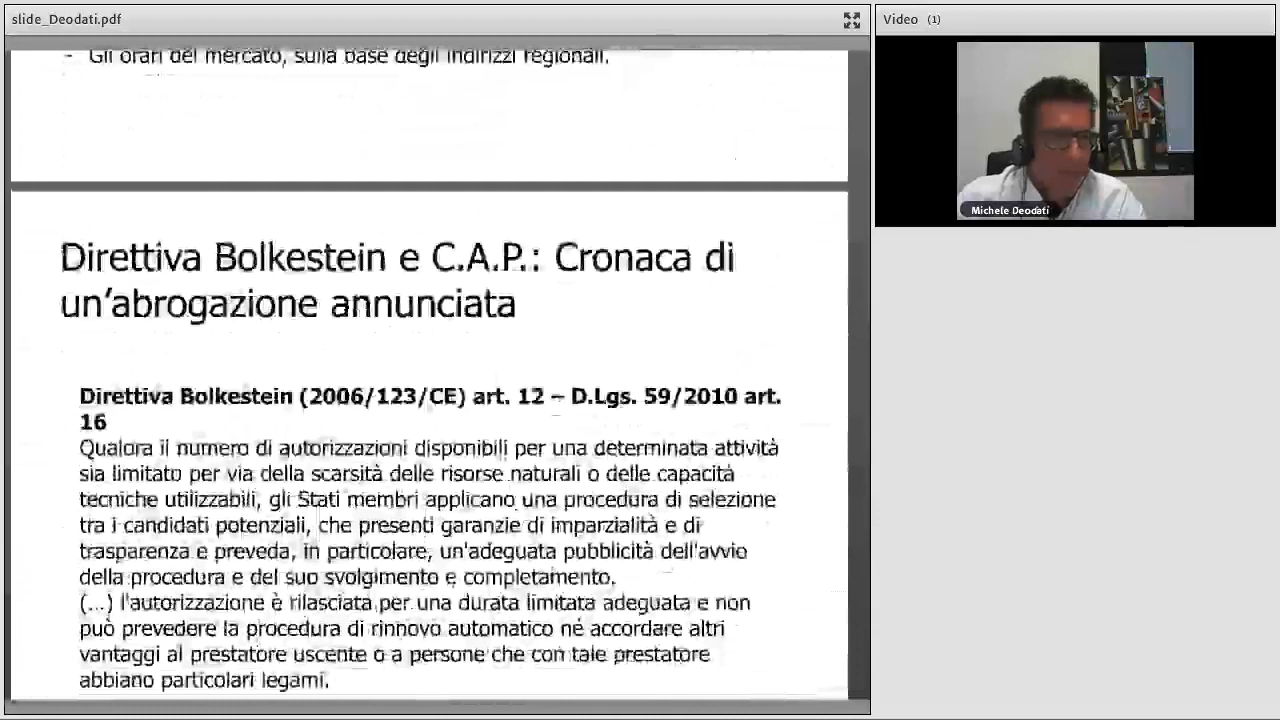 slide_Deodati.pdf
Video (1)
- Gli orari del mercato, sulla base degli indirizzi regionali.
Michele Deodati
Direttiva Bolkestein e C.A.P.: Cronaca di
un'abrogazione annunciata
Direttiva Bolkestein (2006/123/CE) art. 12 – D.Lgs. 59/2010 art.
16
Qualora il numero di autorizzazioni disponibili per una determinata attività
sia limitato per via della scarsità delle risorse naturali o delle capacità
tecniche utilizzabili, gli Stati membri applicano una procedura di selezione
tra i candidati potenziali, che presenti garanzie di imparzialità e di
trasparenza e preveda, in particolare, un'adeguata pubblicità dell'avvio
della procedura e del suo svolgimento e completamento.
(...) l'autorizzazione è rilasciata per una durata limitata adeguata e non
può prevedere la procedura di rinnovo automatico né accordare altri
vantaggi al prestatore uscente o a persone che con tale prestatore
abbiano particolari legami.